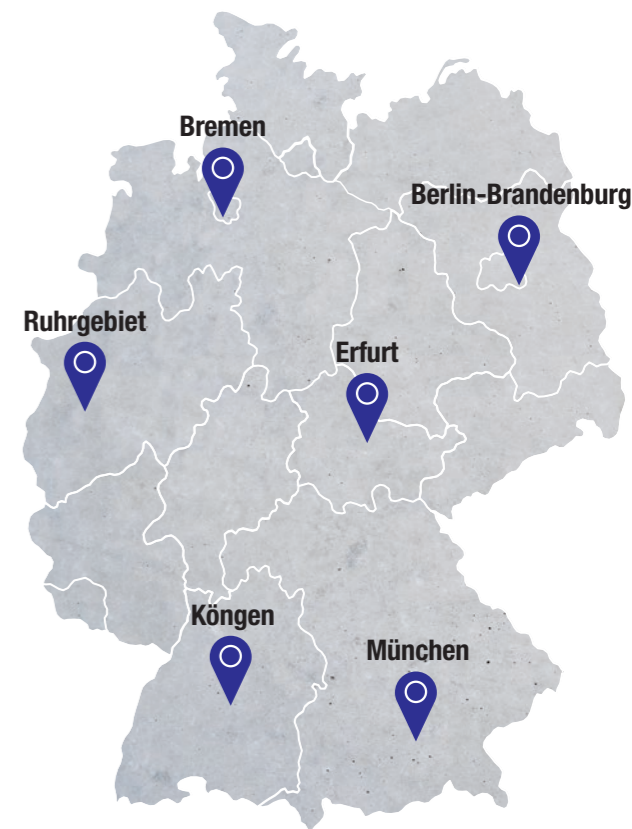 Bremen
Berlin-Brandenburg
Ruhrgebiet
Erfurt
Köngen
München